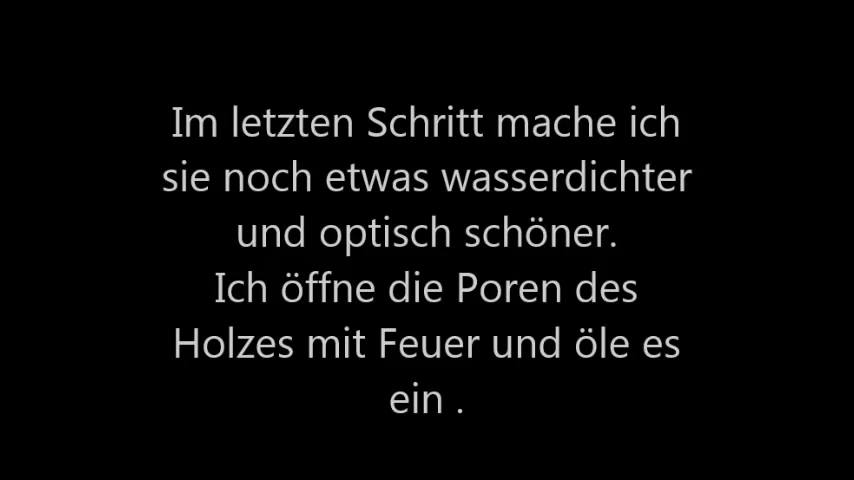 Im letzten Schritt mache ich
sie noch etwas wasserdichter
und optisch schöner.
Ich öffne die Poren des
Holzes mit Feuer und öle es
ein .